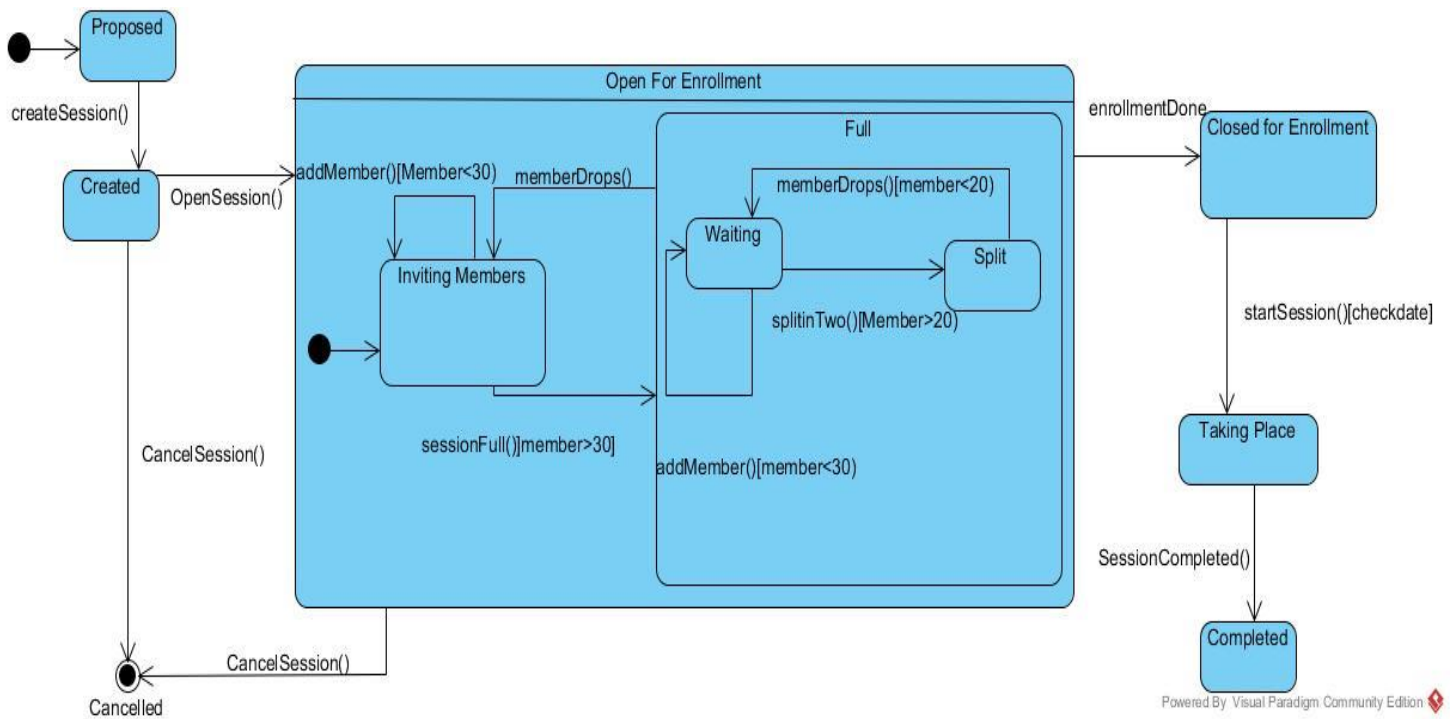 Proposed
createSession()
Created
OpenSession()
CancelSession()
Cancelled
CancelSession()
Open For Enrollment
addMember()[Member<30)
memberDrops()
Inviting Members
sessionFull()]member>30]
Full
memberDrops()[member<20)
Waiting
Split
splitinTwo()[Member>20)
addMember()[member<30)
enrollmentDone
Closed for Enrollment
startSession()[checkdate]
Taking Place
SessionCompleted()
Completed
Powered By Visual Paradigm Community Edition